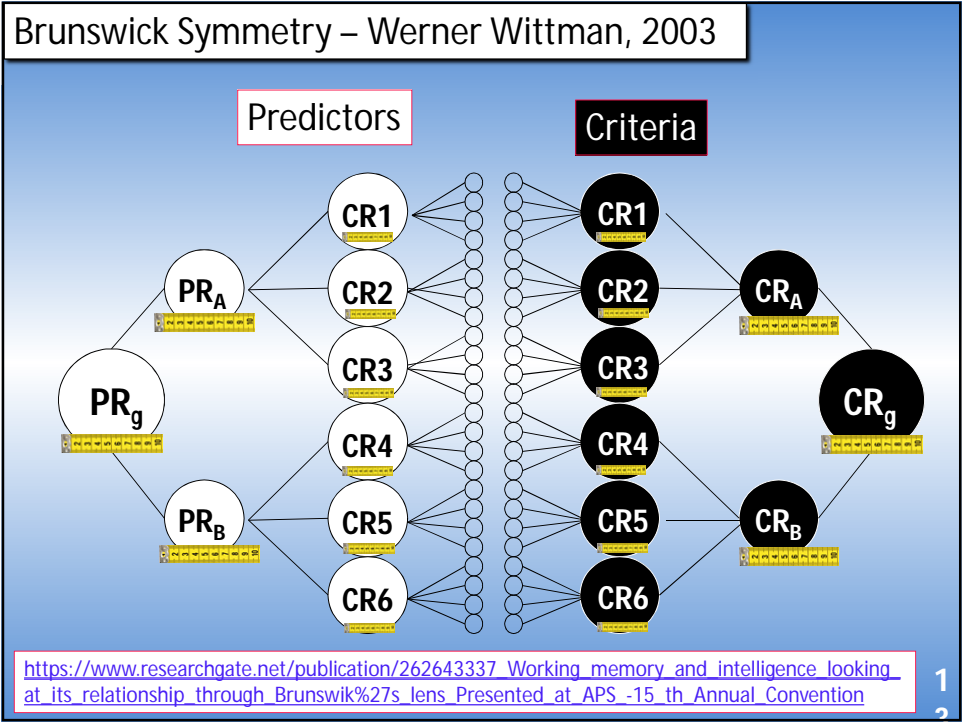 Brunswick Symmetry – Werner Wittman, 2003
Predictors
Criteria
CR1
CR1
CR2
CR2
PRA
CRA
CR3
CR3
PRg
CRg
CR4
CR4
PRB
CR5
CR5
CRB
CR6
CR6
https://www.researchgate.net/publication/262643337_Working_memory_and_intelligence_looking_
at_its_relationship_through_Brunswik%27s_lens_Presented_at_APS_-15_th_Annual_Convention
1